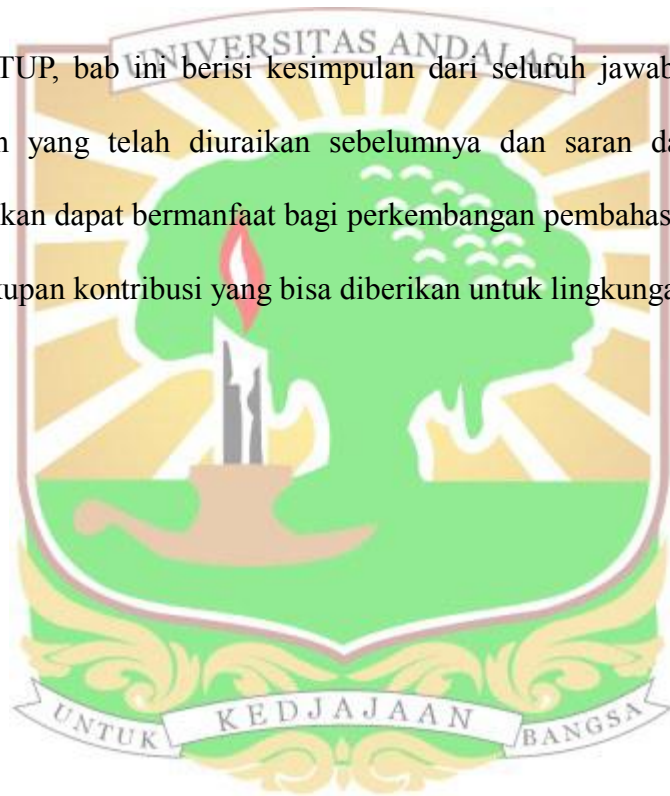 UNIVERSITAS ANDALAS
TUP, bab ini berisi kesimpulan dari seluruh jawab
yang telah diuraikan sebelumnya dan saran da
kan dapat bermanfaat bagi perkembangan pembahas
kupan kontribusi yang bisa diberikan untuk lingkunga
UNTUK KEDJAJAAN BANGSA